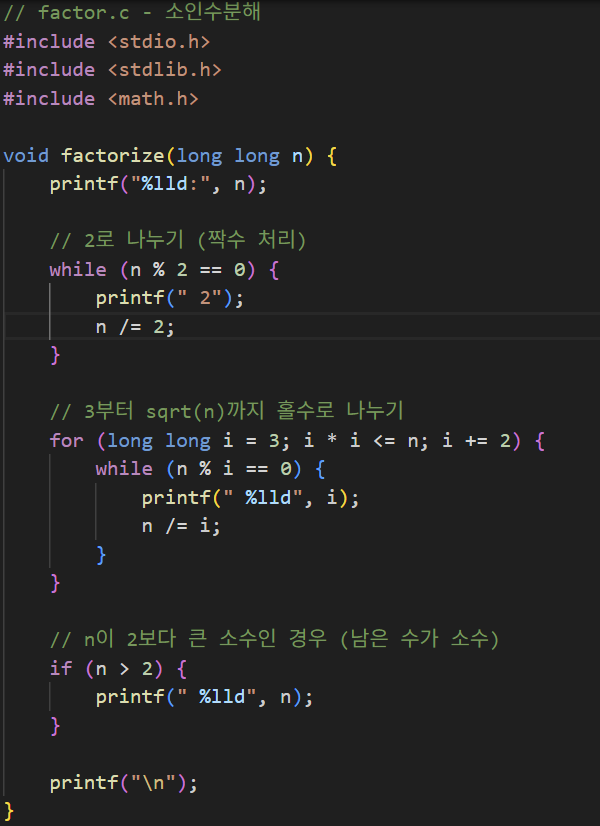 // factor.c - 소인수분해
#include <stdio.h>
#include <stdlib.h>
#include <math.h>

void factorize(long long n) {
    printf("%lld:", n);

    // 2로 나누기 (짝수 처리)
    while (n % 2 == 0) {
        printf(" 2");
        n /= 2;
    }

    // 3부터 sqrt(n)까지 홀수로 나누기
    for (long long i = 3; i * i <= n; i += 2) {
        while (n % i == 0) {
            printf(" %lld", i);
            n /= i;
        }
    }

    // n이 2보다 큰 소수인 경우 (남은 수가 소수)
    if (n > 2) {
        printf(" %lld", n);
    }

    printf("\n");
}